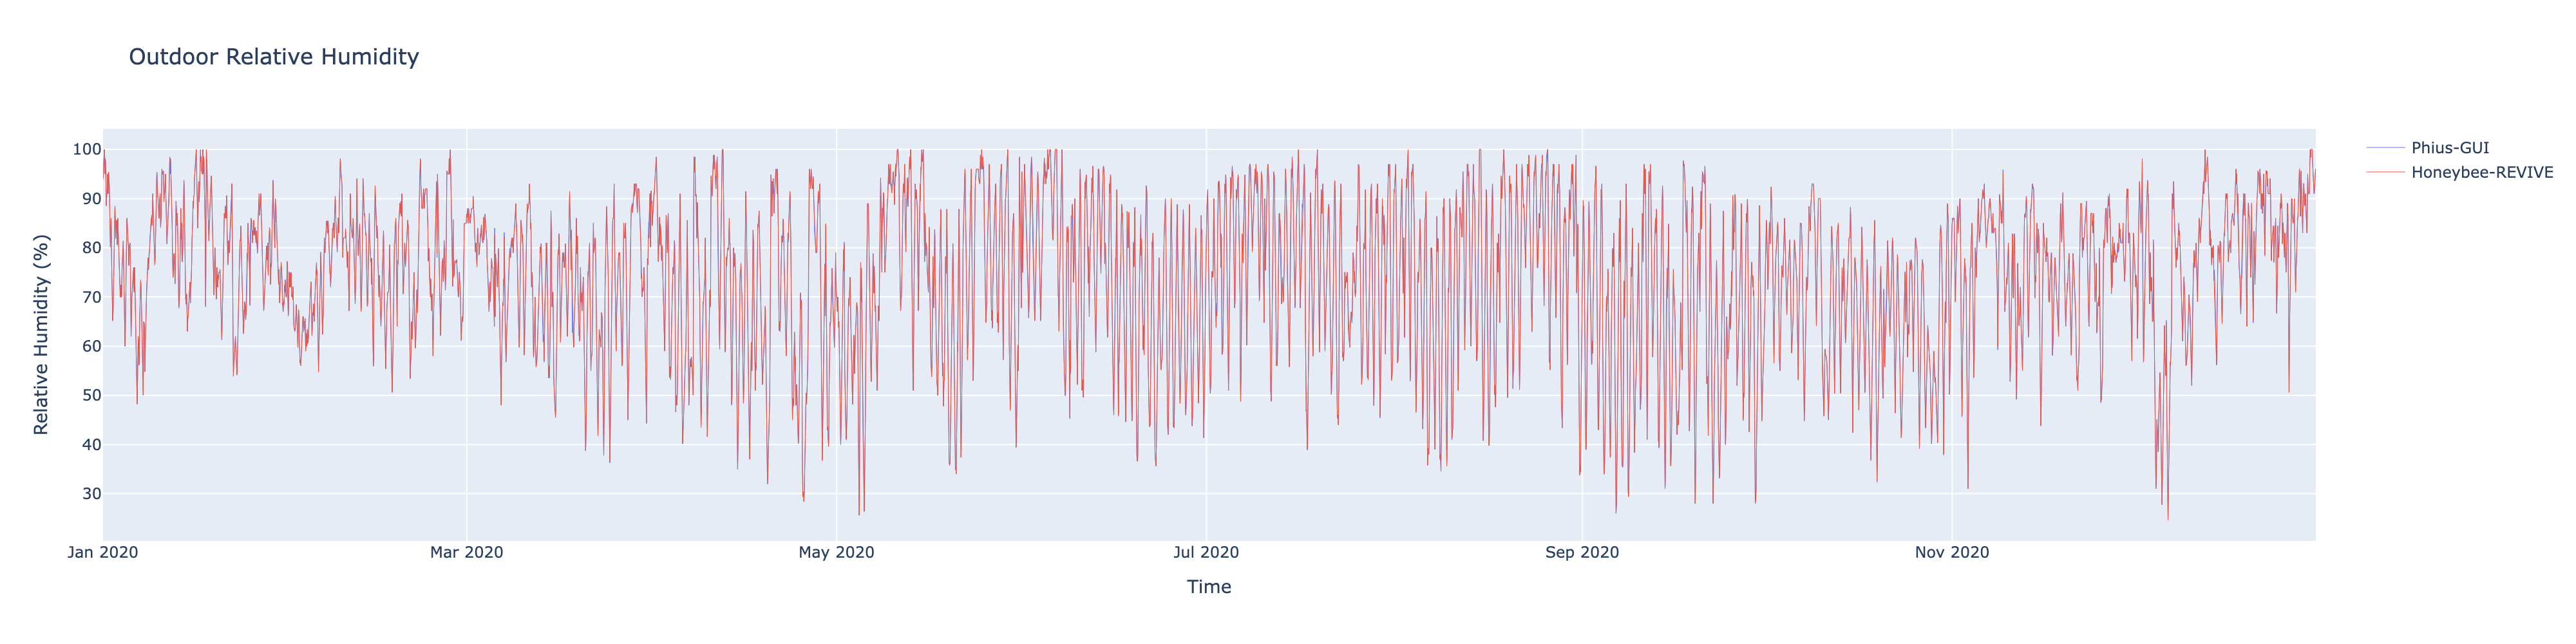 Outdoor Relative Humidity
Phius-GUI
Honeybee-REVIVE
Relative Humidity (%)
100
90
80
70
60
50
40
30
Jan 2020
Mar 2020
May 2020
Jul 2020
Sep 2020
Nov 2020
Time